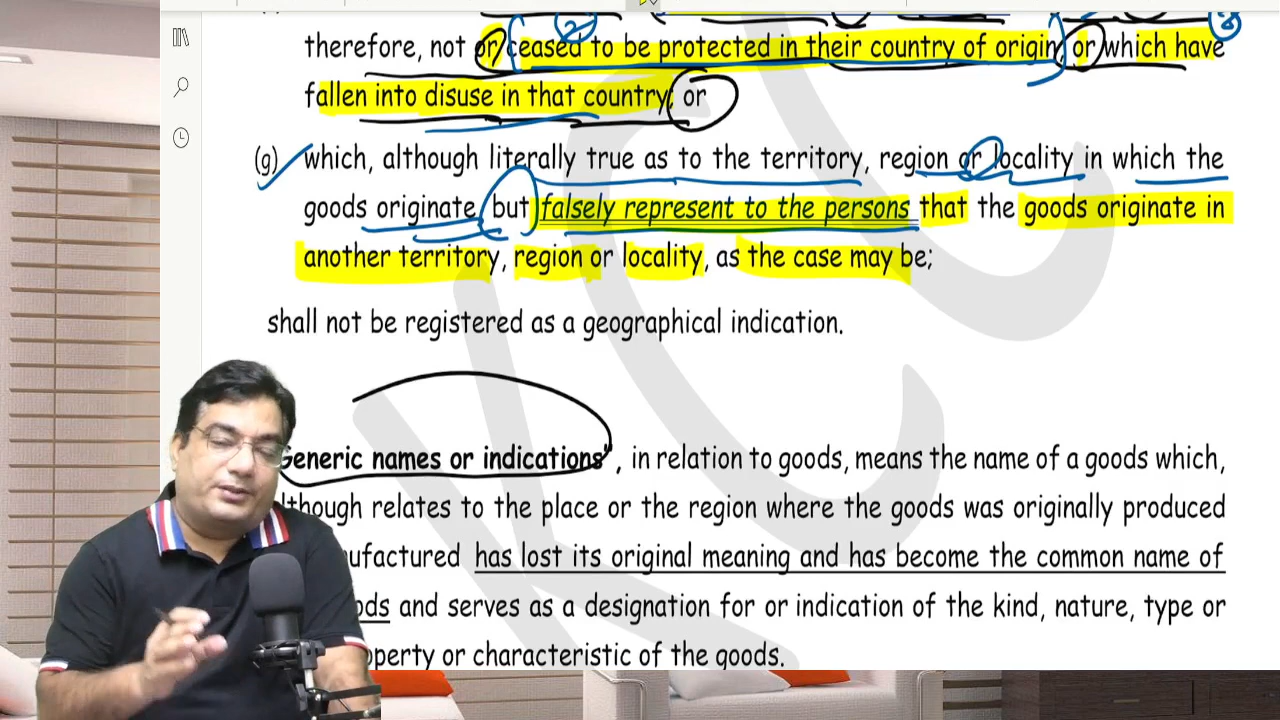 therefore, not or ceased to be protected in their country of origin, or which have
fallen into disuse in that country; or
(g) which, although literally true as to the territory, region or locality in which the
goods originate, but falsely represent to the persons that the goods originate in
another territory, region or locality, as the case may be;
shall not be registered as a geographical indication.
Generic names or indications", in relation to goods, means the name of a goods which,
although relates to the place or the region where the goods was originally produced
has lost its original meaning and has become the common name of
and serves as a designation for or indication of the kind, nature, type or
property or characteristic of the goods.